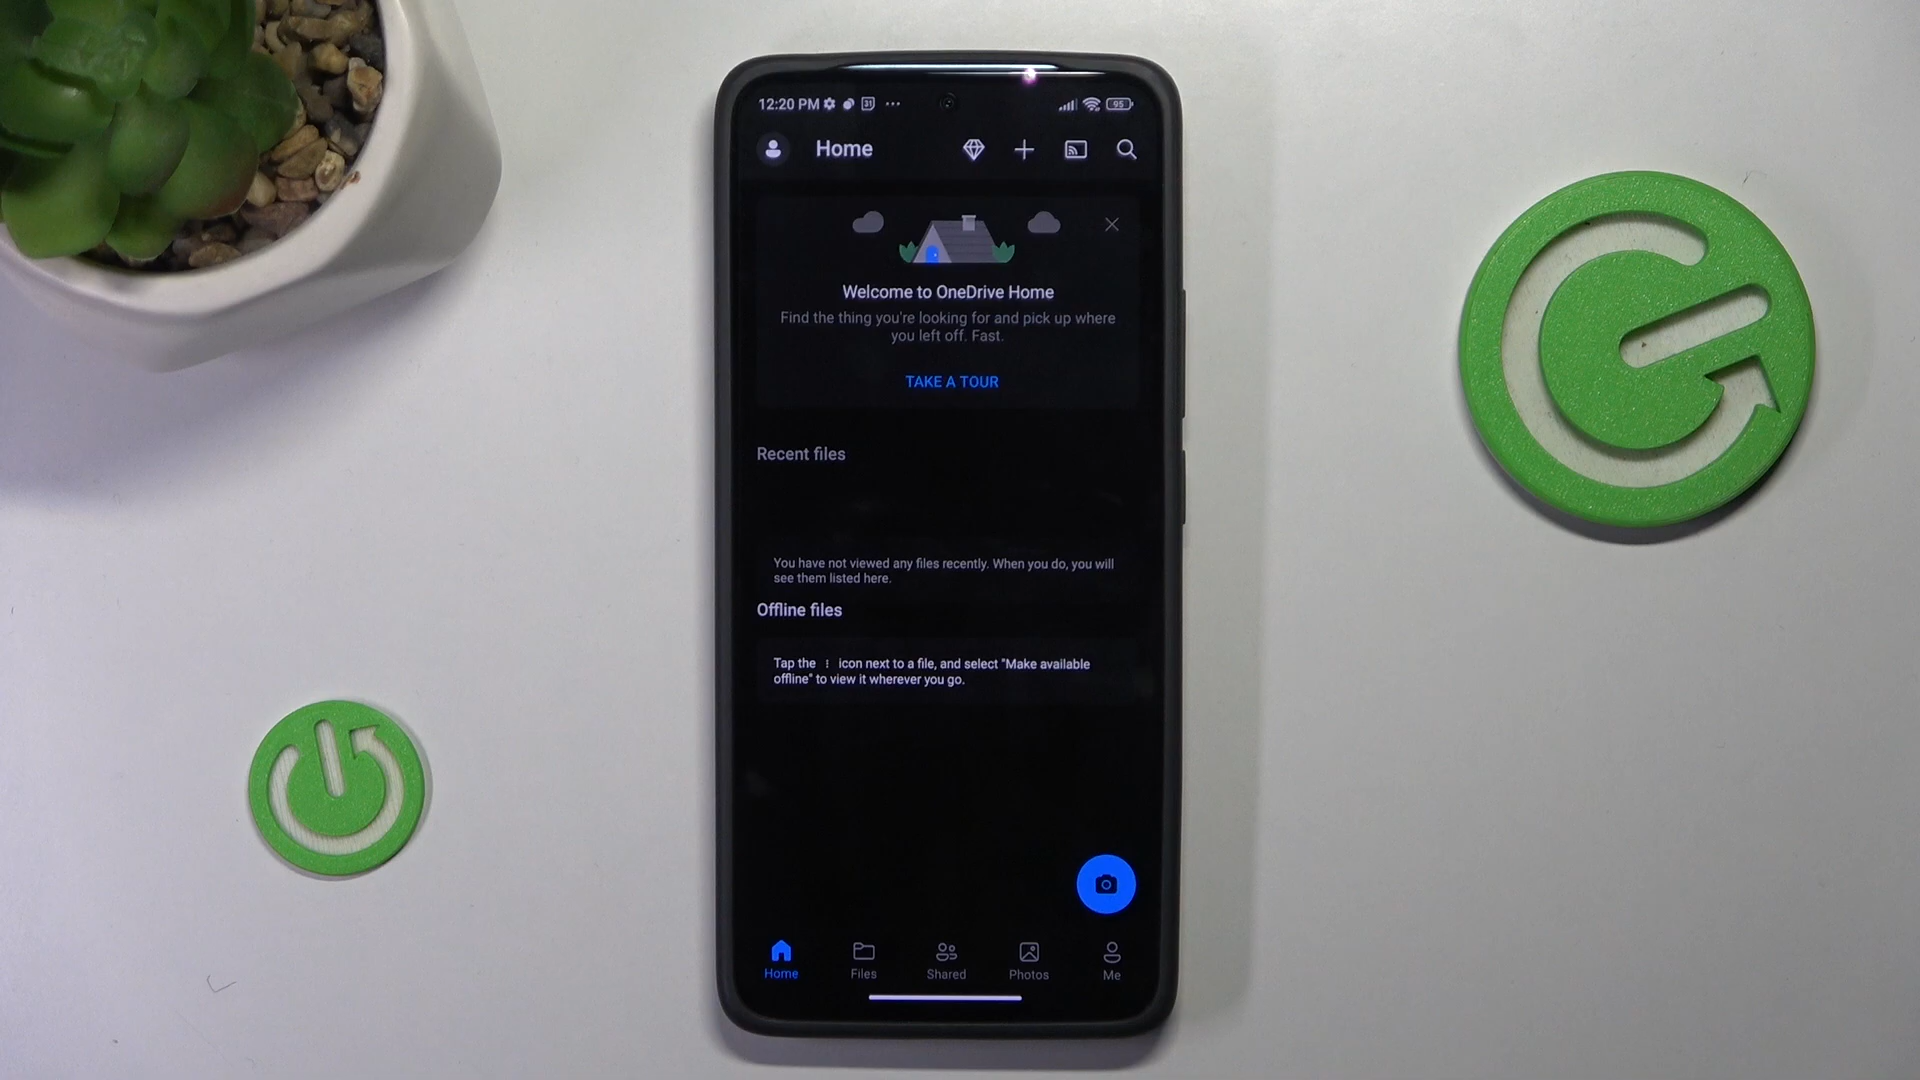 12:20 PM 31 95
Home
Welcome to OneDrive Home
Find the thing you're looking for and pick up where
you left off. Fast.
TAKE A TOUR
Recent files
You have not viewed any files recently. When you do, you will
see them listed here.
Offline files
Tap the ⋮ icon next to a file, and select "Make available
offline" to view it wherever you go.
Home Files Shared Photos Me